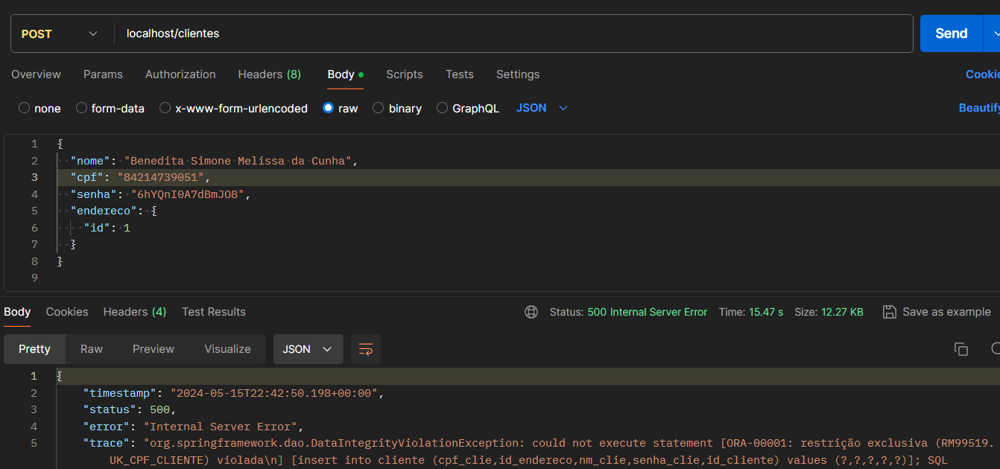 POST localhost/clientes Send
Overview Params Authorization Headers (8) Body Scripts Tests Settings Cookie
none form-data x-www-form-urlencoded raw binary GraphQL JSON Beautify
1 {
2 "nome": "Benedita Simone Melissa da Cunha",
3 "cpf": "84214739051",
4 "senha": "6hYQnI0A7dBmJO8",
5 "endereco": {
6 "id": 1
7 }
8 }
9
Body Cookies Headers (4) Test Results Status: 500 Internal Server Error Time: 15.47 s Size: 12.27 KB Save as example
Pretty Raw Preview Visualize JSON
1 {
2 "timestamp": "2024-05-15T22:42:50.198+00:00",
3 "status": 500,
4 "error": "Internal Server Error",
5 "trace": "org.springframework.dao.DataIntegrityViolationException: could not execute statement [ORA-00001: restrição exclusiva (RM99519.
UK_CPF_CLIENTE) violada\n] [insert into cliente (cpf_clie,id_endereco,nm_clie,senha_clie,id_cliente) values (?,?,?,?,?)]; SQL